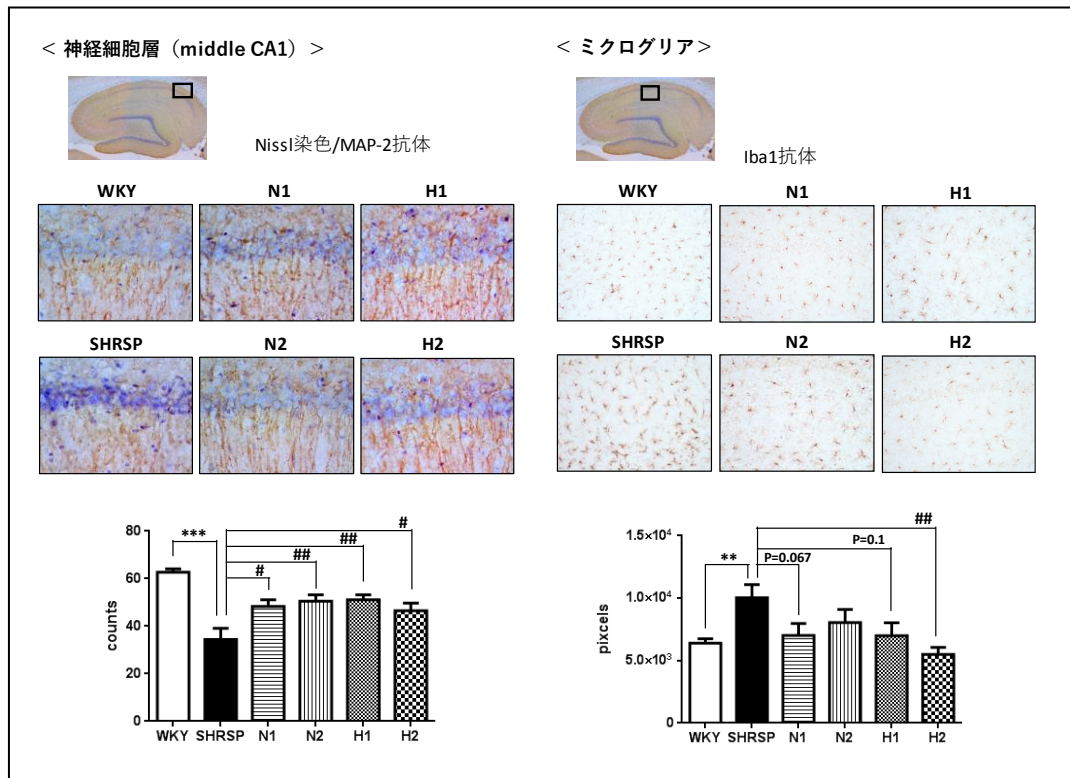 < 神経細胞層（middle CA1）>
Nissl染色/MAP-2抗体
WKY N1 H1
SHRSP N2 H2
counts
80
60
40
20
0
***
#
##
##
#
WKY SHRSP N1 N2 H1 H2
< ミクログリア>
Iba1抗体
WKY N1 H1
SHRSP N2 H2
pixcels
1.5×10⁴
1.0×10⁴
5.0×10³
0
**
P=0.067
P=0.1
##
WKY SHRSP N1 N2 H1 H2